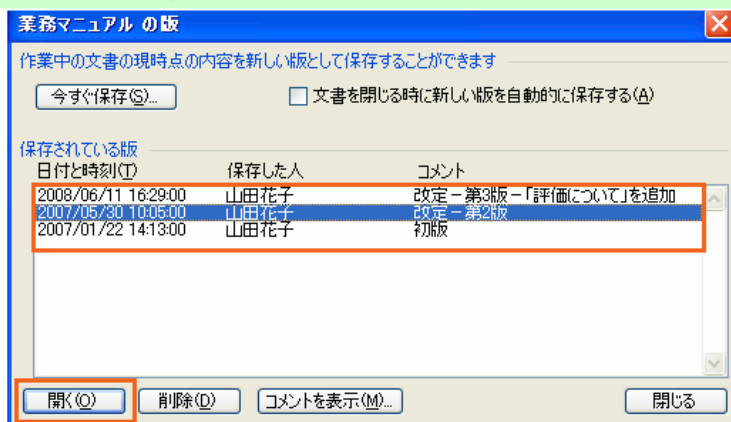 業務マニュアル の版
作業中の文書の現時点の内容を新しい版として保存することができます
今すぐ保存(S)...
文書を閉じる時に新しい版を自動的に保存する(A)
保存されている版
日付と時刻(T) 保存した人 コメント
2008/06/11 16:29:00 山田花子 改定－第3版－「評価について」を追加
2007/05/30 10:05:00 山田花子 改定－第2版
2007/01/22 14:13:00 山田花子 初版
開く(O) 削除(D) コメントを表示(M)... 閉じる